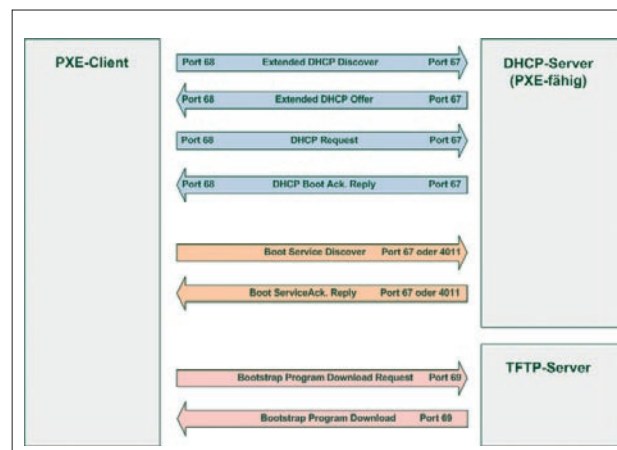 PXE-Client
DHCP-Server
(PXE-fähig)
Port 68 Extended DHCP Discover Port 67
Port 68 Extended DHCP Offer Port 67
Port 68 DHCP Request Port 67
Port 68 DHCP Boot Ack. Reply Port 67
Boot Service Discover Port 67 oder 4011
Boot ServiceAck. Reply Port 67 oder 4011
TFTP-Server
Bootstrap Program Download Request Port 69
Bootstrap Program Download Port 69